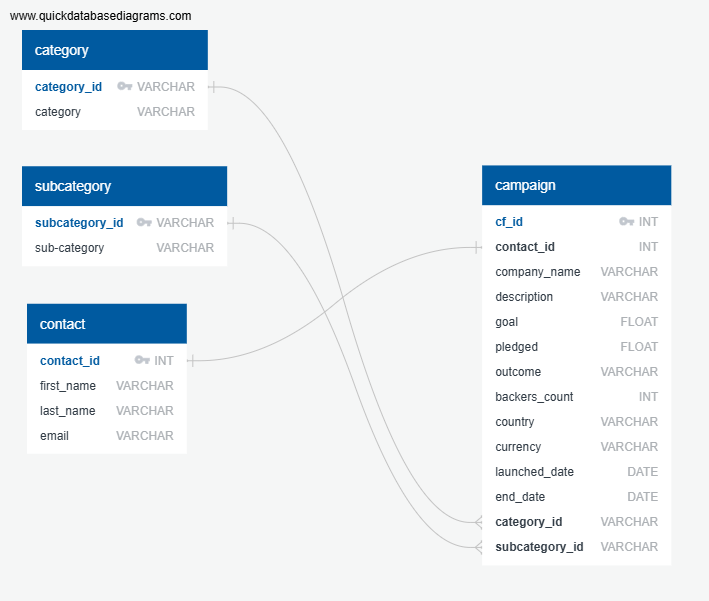 www.quickdatabasediagrams.com
category
category_id VARCHAR
category VARCHAR
subcategory
subcategory_id VARCHAR
sub-category VARCHAR
contact
contact_id INT
first_name VARCHAR
last_name VARCHAR
email VARCHAR
campaign
cf_id INT
contact_id INT
company_name VARCHAR
description VARCHAR
goal FLOAT
pledged FLOAT
outcome VARCHAR
backers_count INT
country VARCHAR
currency VARCHAR
launched_date DATE
end_date DATE
category_id VARCHAR
subcategory_id VARCHAR